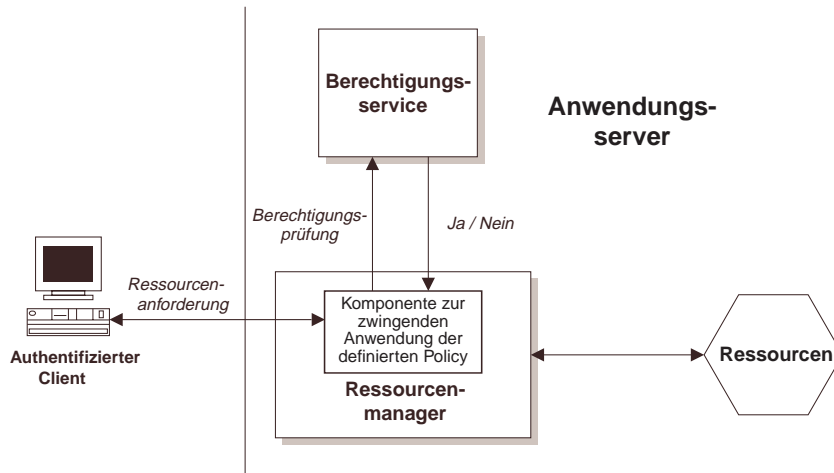 Berechtigungs-
service
Anwendungs-
server
Berechtigungs-
prüfung
Ja / Nein
Ressourcen-
anforderung
Komponente zur
zwingenden
Anwendung der
definierten Policy
Ressourcen-
manager
Authentifizierter
Client
Ressourcen